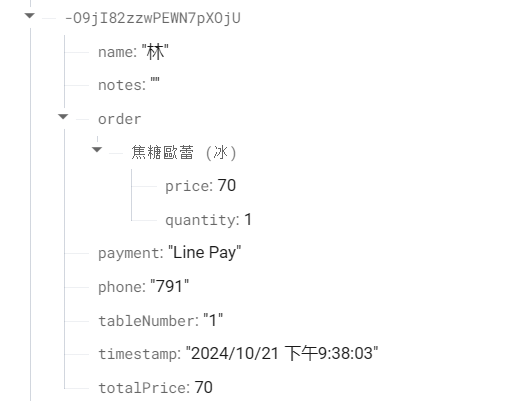 -O9jI82zzwPEWN7pXOjU
name: "林"
notes: ""
order
焦糖歐蕾 (冰)
price: 70
quantity: 1
payment: "Line Pay"
phone: "791"
tableNumber: "1"
timestamp: "2024/10/21 下午9:38:03"
totalPrice: 70